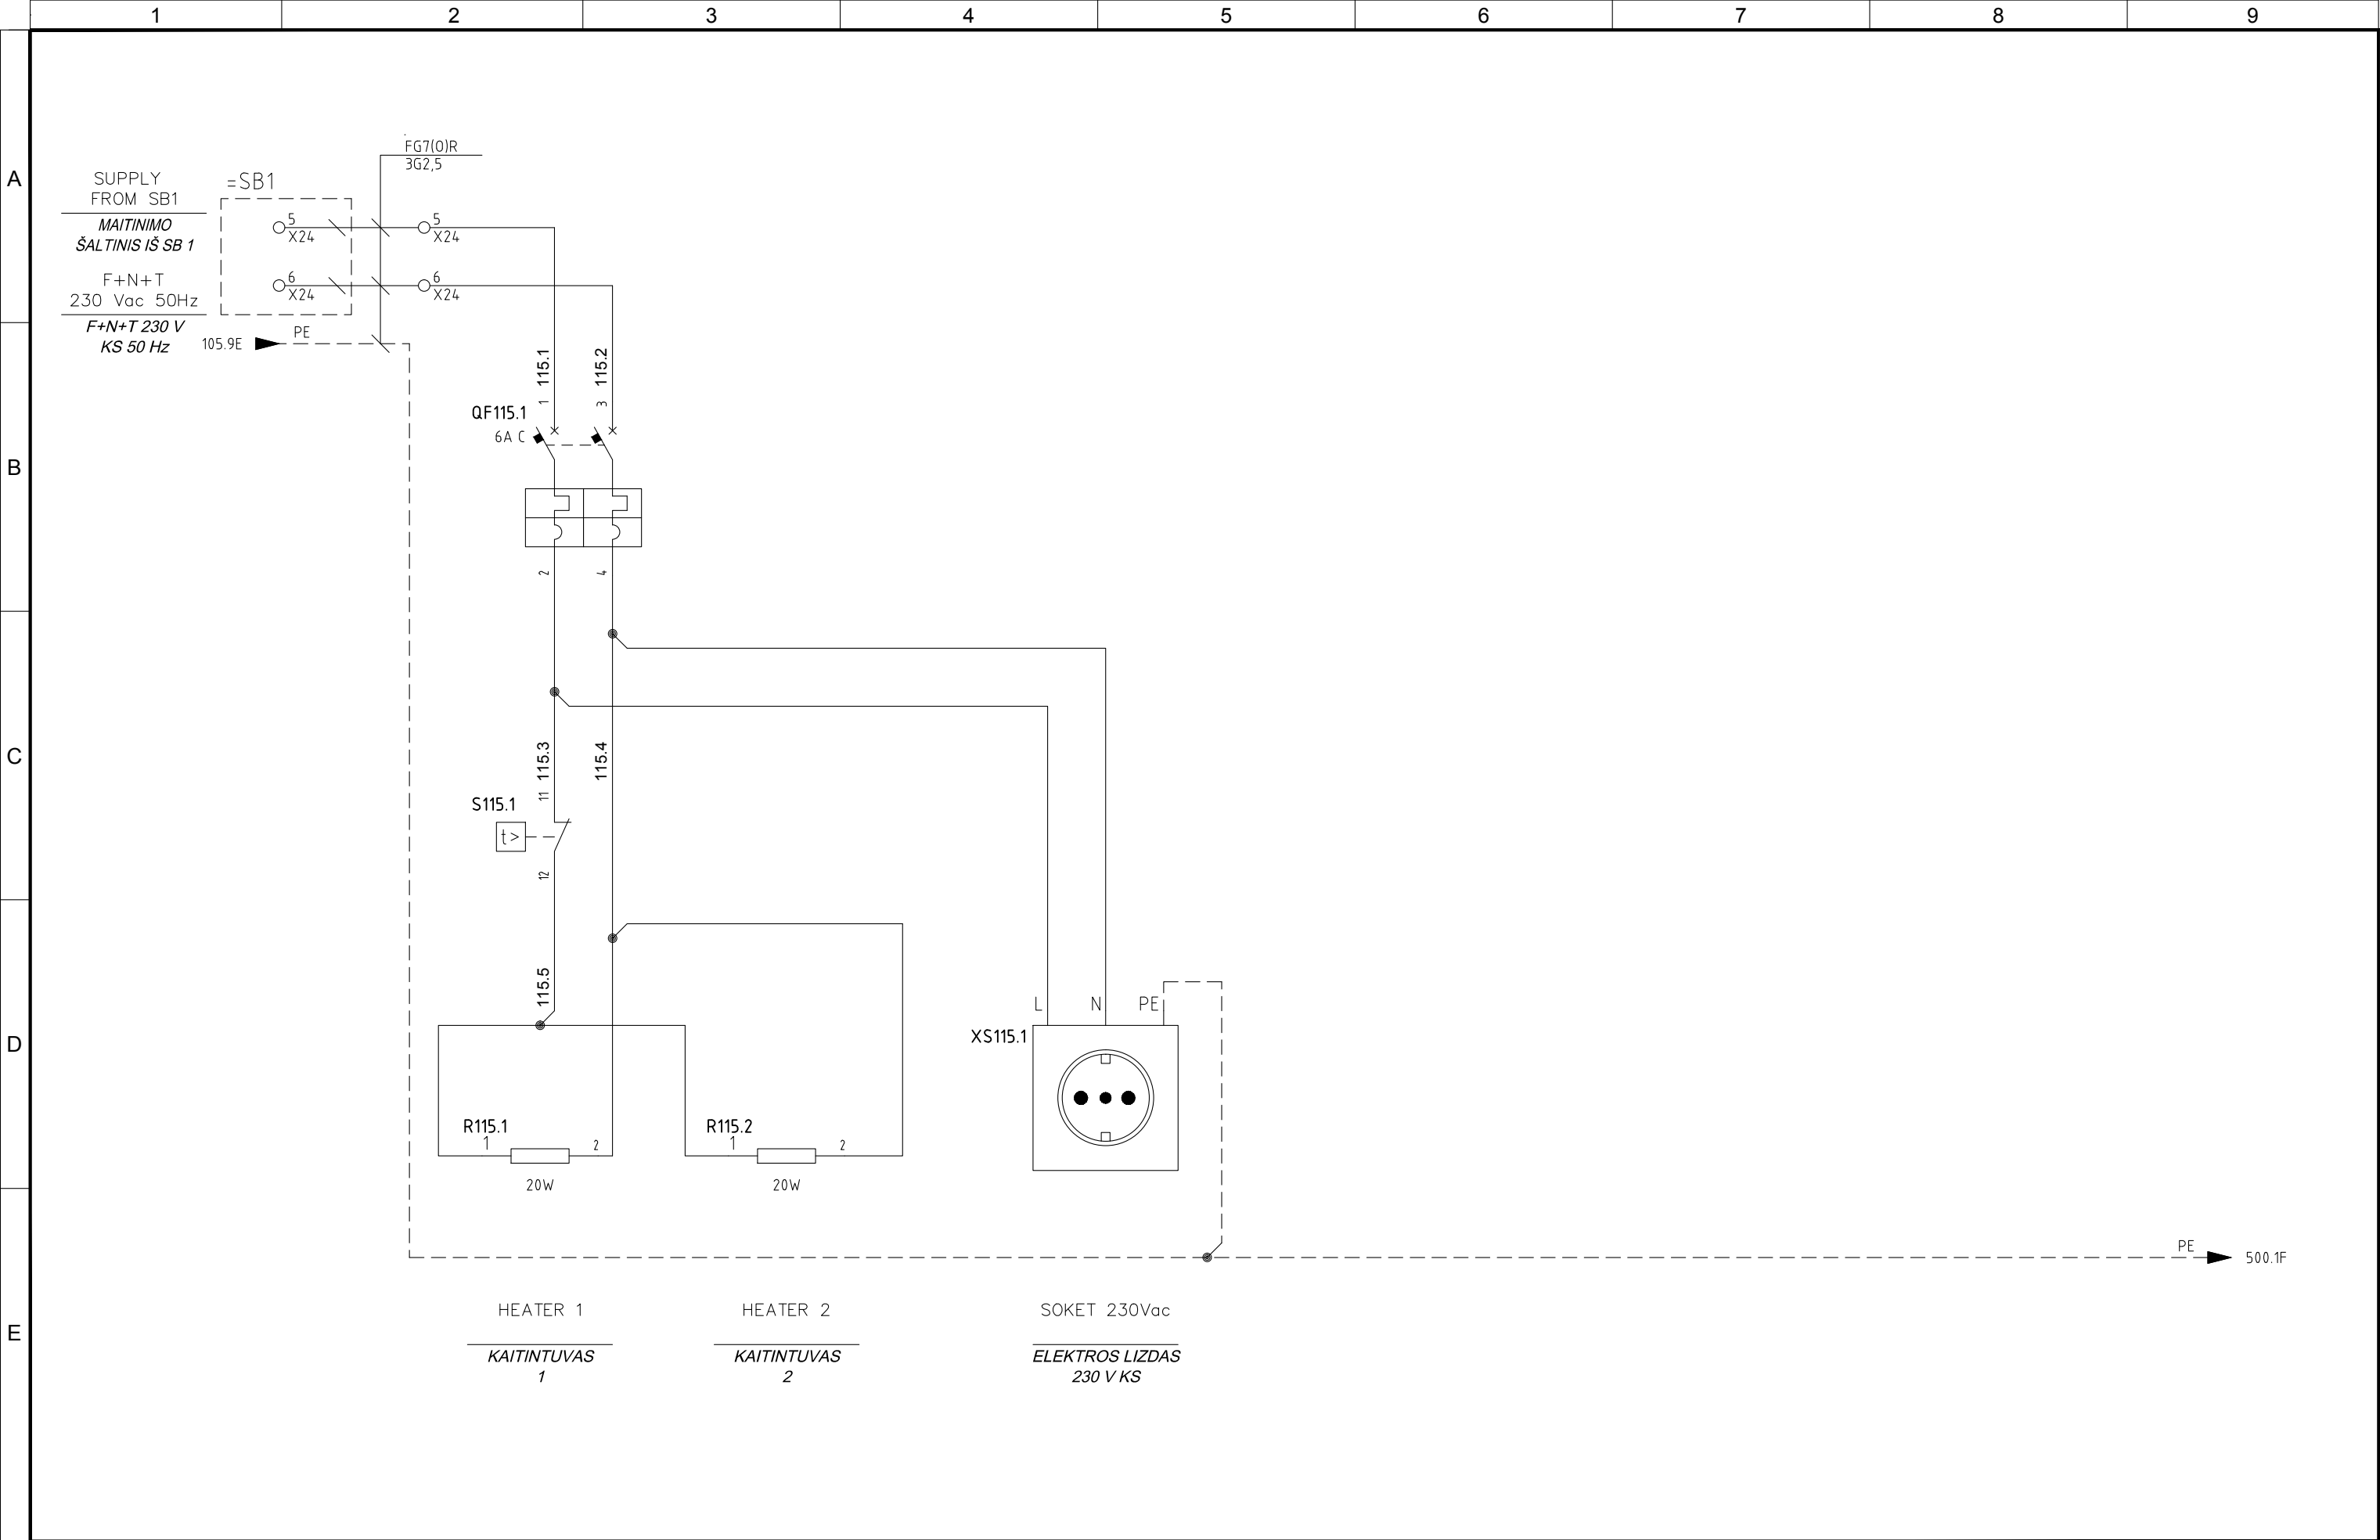 1 2 3 4 5 6 7 8 9
A
B
C
D
E
FG7(O)R
3G2,5
SUPPLY
FROM SB1
MAITINIMO
ŠALTINIS IŠ SB 1
F+N+T
230 Vac 50Hz
F+N+T 230 V
KS 50 Hz
=SB1
5
X24
5
X24
6
X24
6
X24
105.9E
PE
115.1
115.2
1
3
QF115.1
6A C
2
4
115.3
115.4
11
S115.1
t>
12
115.5
L N PE
XS115.1
R115.1
1
2
20W
R115.2
1
2
20W
PE
500.1F
HEATER 1
KAITINTUVAS
1
HEATER 2
KAITINTUVAS
2
SOKET 230Vac
ELEKTROS LIZDAS
230 V KS